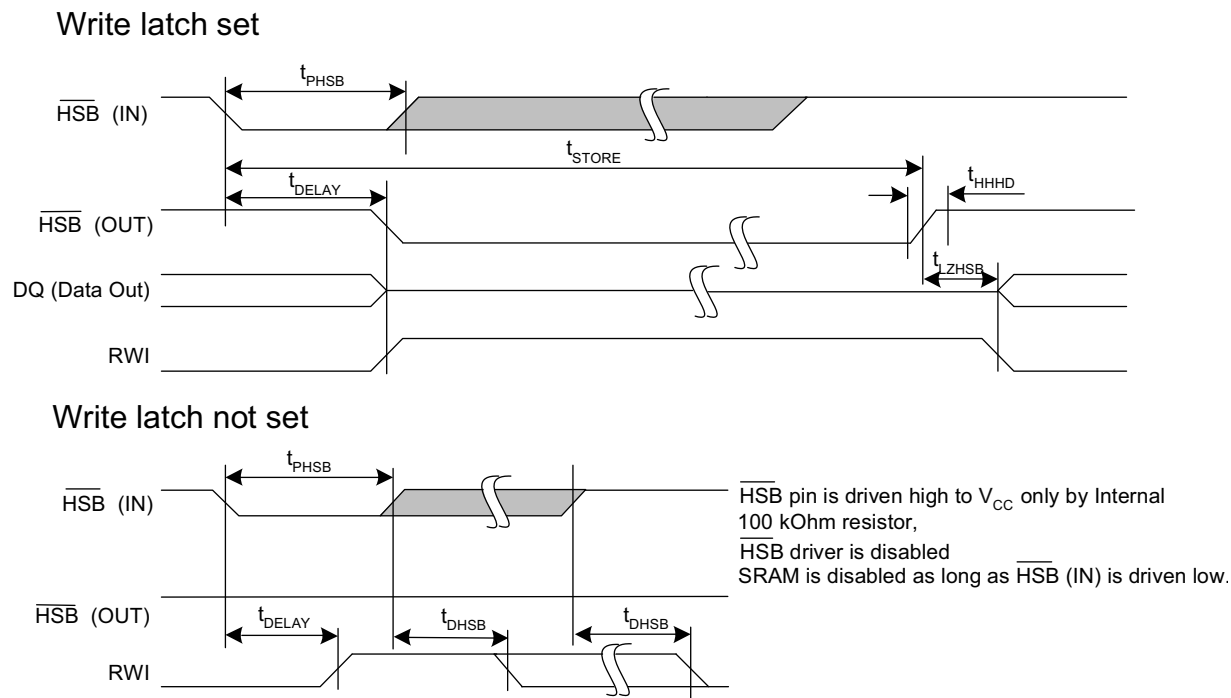 Write latch set
tPHSB
HSB (IN)
tSTORE
tDELAY
tHHHD
HSB (OUT)
tLZHSB
DQ (Data Out)
RWI
Write latch not set
tPHSB
HSB (IN)
HSB pin is driven high to VCC only by Internal
100 kOhm resistor,
HSB driver is disabled
SRAM is disabled as long as HSB (IN) is driven low.
HSB (OUT)
tDELAY
tDHSB
tDHSB
RWI